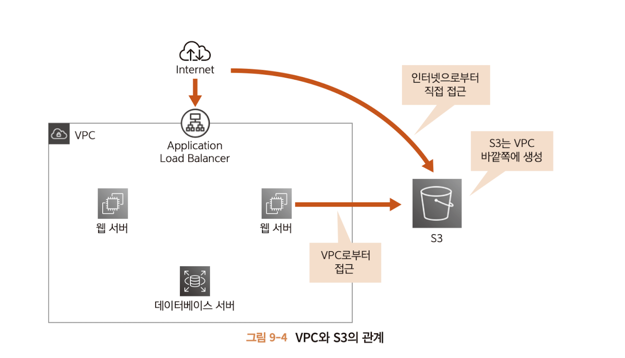 Internet
인터넷으로부터
직접 접근
VPC
Application
Load Balancer
S3는 VPC
바깥쪽에 생성
웹 서버
웹 서버
S3
VPC로부터
접근
데이터베이스 서버
그림 9-4 VPC와 S3의 관계